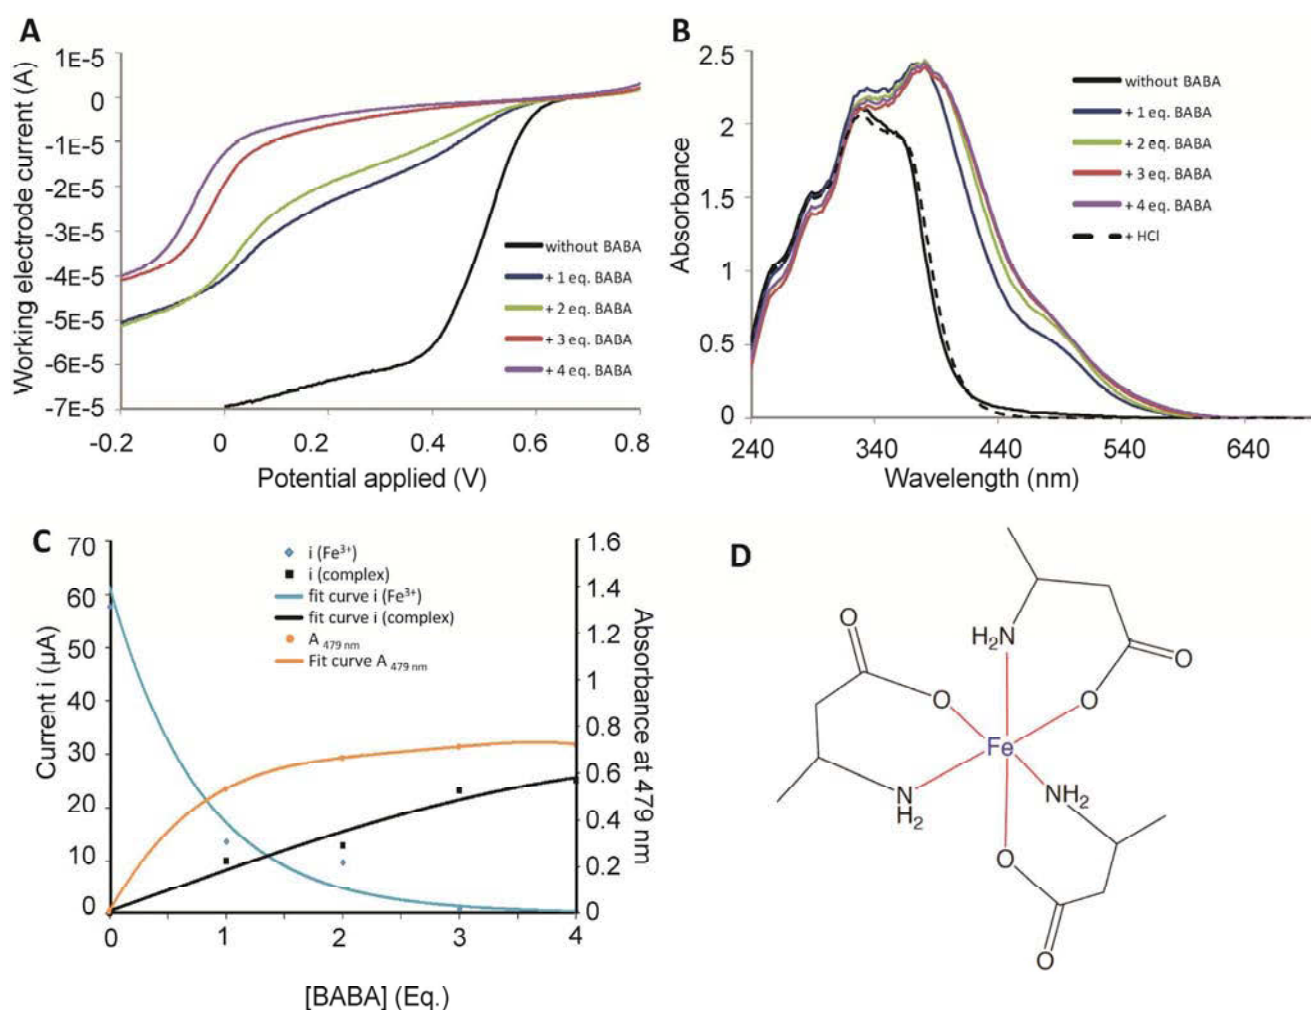 A
1E-5
0
-1E-5
-2E-5
-3E-5
-4E-5
-5E-5
-6E-5
-7E-5
Working electrode current (A)
-0.2 0 0.2 0.4 0.6 0.8
Potential applied (V)
without BABA
+ 1 eq. BABA
+ 2 eq. BABA
+ 3 eq. BABA
+ 4 eq. BABA
B
2.5
2
1.5
1
0.5
0
Absorbance
240 340 440 540 640
Wavelength (nm)
without BABA
+ 1 eq. BABA
+ 2 eq. BABA
+ 3 eq. BABA
+ 4 eq. BABA
+ HCl
C
70
60
50
40
30
20
10
0
Current i (µA)
i (Fe³⁺)
i (complex)
fit curve i (Fe³⁺)
fit curve i (complex)
A 479 nm
Fit curve A 479 nm
1.6
1.4
1.2
1
0.8
0.6
0.4
0.2
0
Absorbance at 479 nm
0 1 2 3 4
[BABA] (Eq.)
D
O
H₂N
O
O
O
Fe
N
H₂
NH₂
O
O